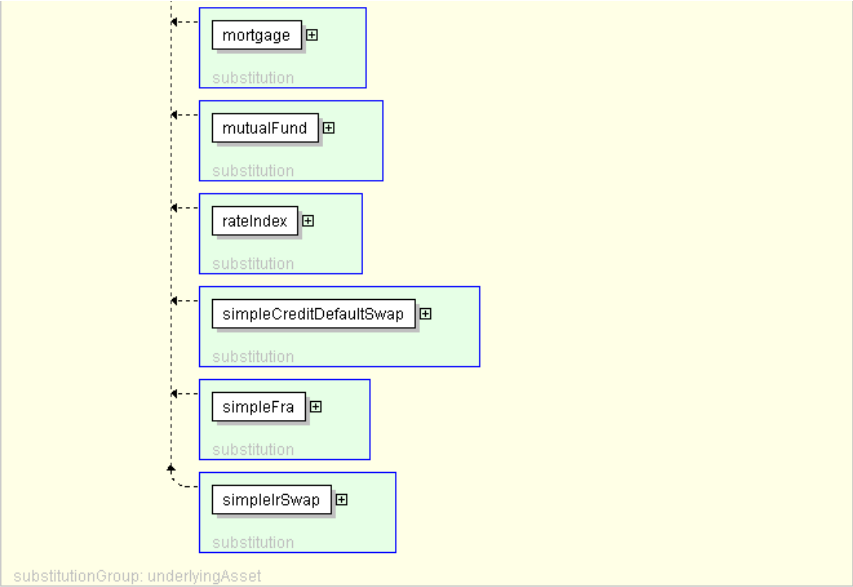 mortgage
substitution
mutualFund
substitution
rateIndex
substitution
simpleCreditDefaultSwap
substitution
simpleFra
substitution
simpleIrSwap
substitution
substitutionGroup: underlyingAsset